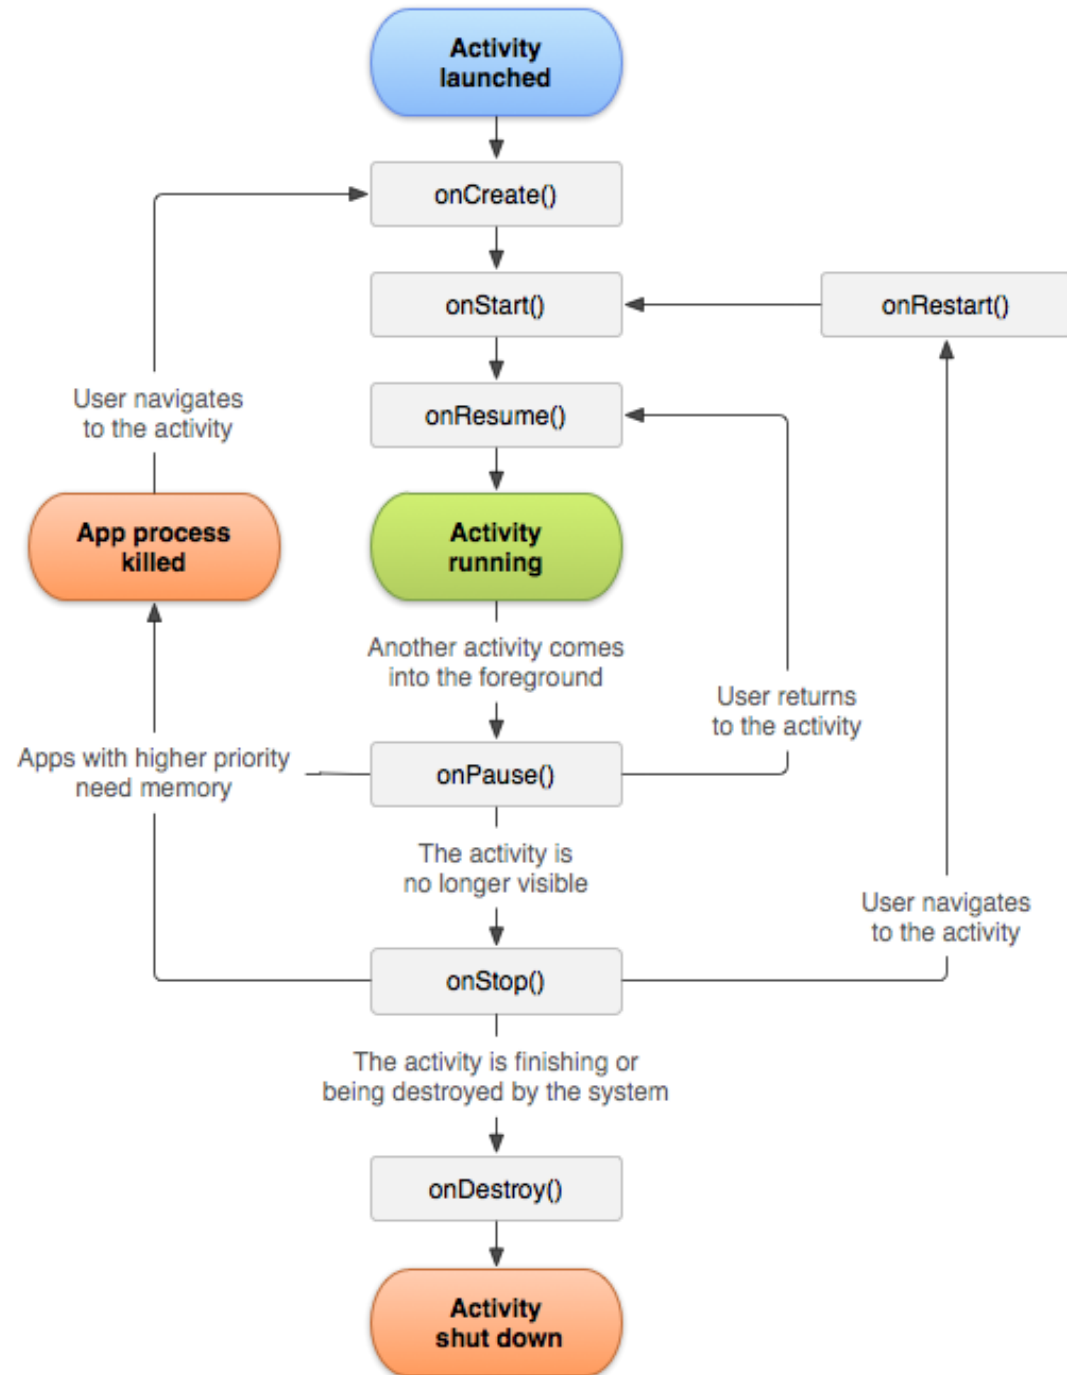 Activity
launched
onCreate()
onStart()
onRestart()
User navigates
to the activity
onResume()
App process
killed
Activity
running
Another activity comes
into the foreground
User returns
to the activity
Apps with higher priority
need memory
onPause()
The activity is
no longer visible
User navigates
to the activity
onStop()
The activity is finishing or
being destroyed by the system
onDestroy()
Activity
shut down